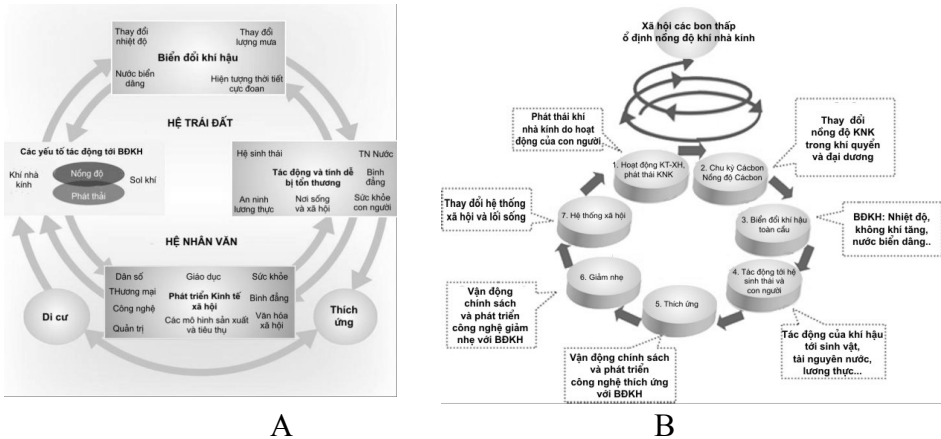 Thay đổi
nhiệt độ
Thay đổi
lượng mưa
Biển đổi khí hậu
Nước biển
dâng
Hiện tượng thời tiết
cực đoan
HỆ TRÁI ĐẤT
Các yếu tố tác động tới BĐKH
Khí nhà
kính
Nồng độ
Phát thải
Sol khí
Hệ sinh thái
TN Nước
Tác động và tính dễ
bị tổn thương
Bình
đẳng
An ninh
lương thực
Nơi sống
và xã hội
Sức khỏe
con người
HỆ NHÂN VĂN
Dân số
Giáo dục
Sức khỏe
THương mại
Phát triển Kinh tế
xã hội
Bình đẳng
Công nghệ
Các mô hình sản xuất
và tiêu thụ
Văn hóa
xã hội
Quản trị
Di cư
Thích
ứng
A
Xã hội các bon thấp
ổ định nồng độ khí nhà kính
Phát thải khí
nhà kính do hoạt
động của con người
Thay đổi
nồng độ KNK
trong khí quyển
và đại dương
1. Hoạt động KT-XH,
phát thải KNK
2. Chu kỳ Cácbon
Nồng độ Cácbon
Thay đổi hệ thống
xã hội và lối sống
7. Hệ thống xã hội
3. Biển đổi khí hậu
toàn cầu
BĐKH: Nhiệt độ,
không khí tăng,
nước biển dâng..
6. Giảm nhẹ
4. Tác động tới hệ
sinh thái và
con người
5. Thích ứng
Vận động
chính sách
và phát triển
công nghệ giảm
nhẹ với BĐKH
Vận động chính sách
và phát triển
công nghệ thích ứng
với BĐKH
Tác động của khí hậu
tới sinh vật,
tài nguyên nước,
lương thực...
B